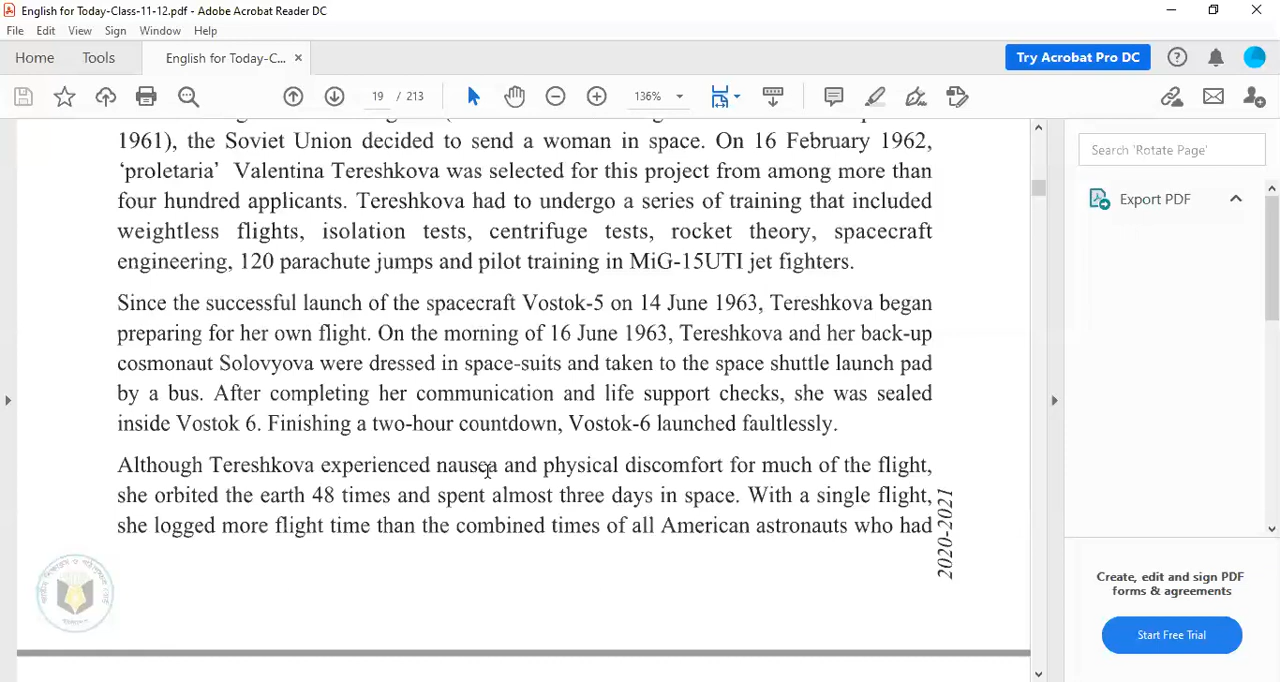 English for Today-Class-11-12.pdf - Adobe Acrobat Reader DC
File Edit View Sign Window Help
Home Tools English for Today-C... ×
Try Acrobat Pro DC
19 / 213 136%
Search 'Rotate Page'
Export PDF
1961), the Soviet Union decided to send a woman in space. On 16 February 1962,
‘proletaria’ Valentina Tereshkova was selected for this project from among more than
four hundred applicants. Tereshkova had to undergo a series of training that included
weightless flights, isolation tests, centrifuge tests, rocket theory, spacecraft
engineering, 120 parachute jumps and pilot training in MiG-15UTI jet fighters.
Since the successful launch of the spacecraft Vostok-5 on 14 June 1963, Tereshkova began
preparing for her own flight. On the morning of 16 June 1963, Tereshkova and her back-up
cosmonaut Solovyova were dressed in space-suits and taken to the space shuttle launch pad
by a bus. After completing her communication and life support checks, she was sealed
inside Vostok 6. Finishing a two-hour countdown, Vostok-6 launched faultlessly.
Although Tereshkova experienced nausea and physical discomfort for much of the flight,
she orbited the earth 48 times and spent almost three days in space. With a single flight,
she logged more flight time than the combined times of all American astronauts who had
2020-2021
Create, edit and sign PDF
forms & agreements
Start Free Trial